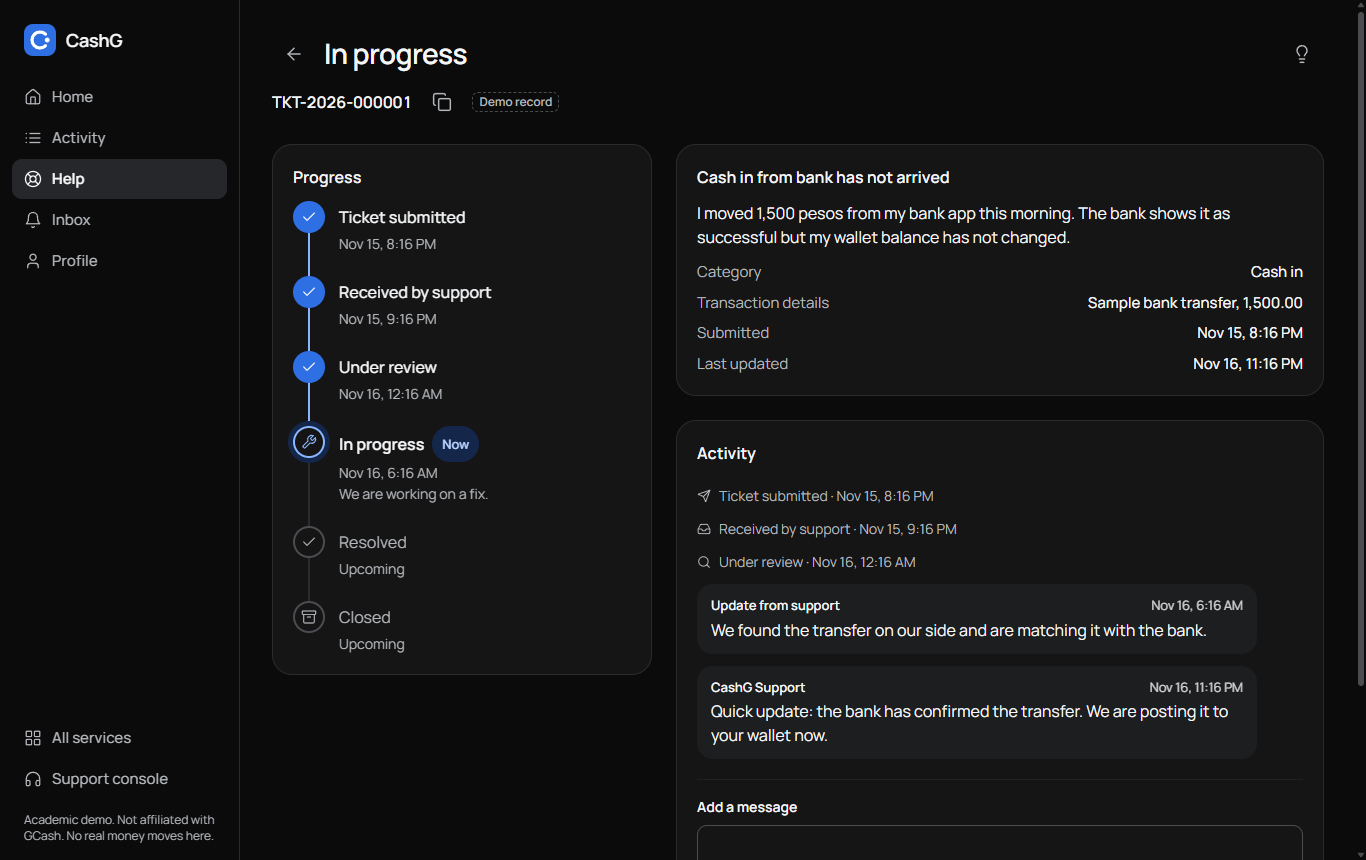 CashG
Home
Activity
Help
Inbox
Profile
All services
Support console
Academic demo. Not affiliated with
GCash. No real money moves here.
In progress
TKT-2026-000001
Demo record
Progress
Ticket submitted
Nov 15, 8:16 PM
Received by support
Nov 15, 9:16 PM
Under review
Nov 16, 12:16 AM
In progress Now
Nov 16, 6:16 AM
We are working on a fix.
Resolved
Upcoming
Closed
Upcoming
Cash in from bank has not arrived
I moved 1,500 pesos from my bank app this morning. The bank shows it as
successful but my wallet balance has not changed.
Category Cash in
Transaction details Sample bank transfer, 1,500.00
Submitted Nov 15, 8:16 PM
Last updated Nov 16, 11:16 PM
Activity
Ticket submitted · Nov 15, 8:16 PM
Received by support · Nov 15, 9:16 PM
Under review · Nov 16, 12:16 AM
Update from support Nov 16, 6:16 AM
We found the transfer on our side and are matching it with the bank.
CashG Support Nov 16, 11:16 PM
Quick update: the bank has confirmed the transfer. We are posting it to
your wallet now.
Add a message